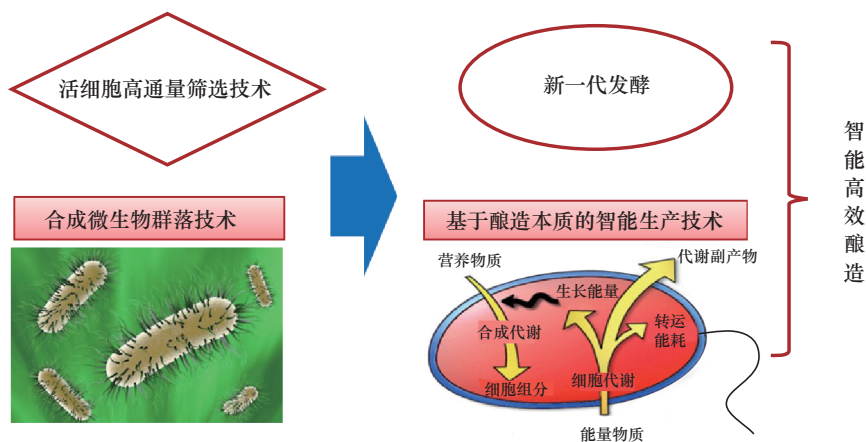 活细胞高通量筛选技术
新一代发酵
合成微生物群落技术
基于酿造本质的智能生产技术
营养物质
代谢副产物
生长能量
合成代谢
转运
能耗
细胞组分
细胞代谢
能量物质
智能高效酿造